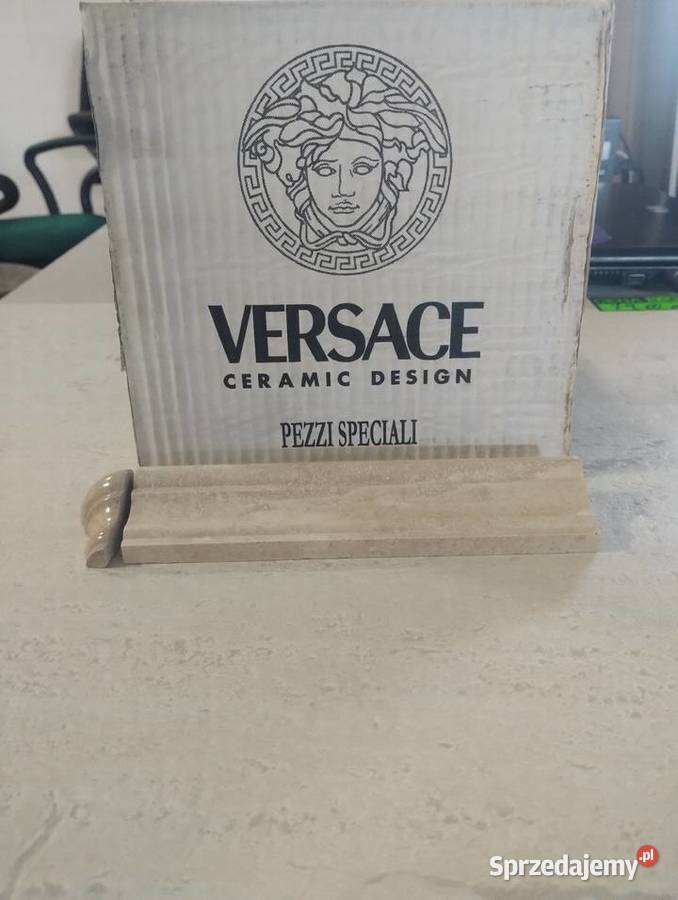 VERSACE
CERAMIC DESIGN
PEZZI SPECIALI
Sprzedajemy.pl